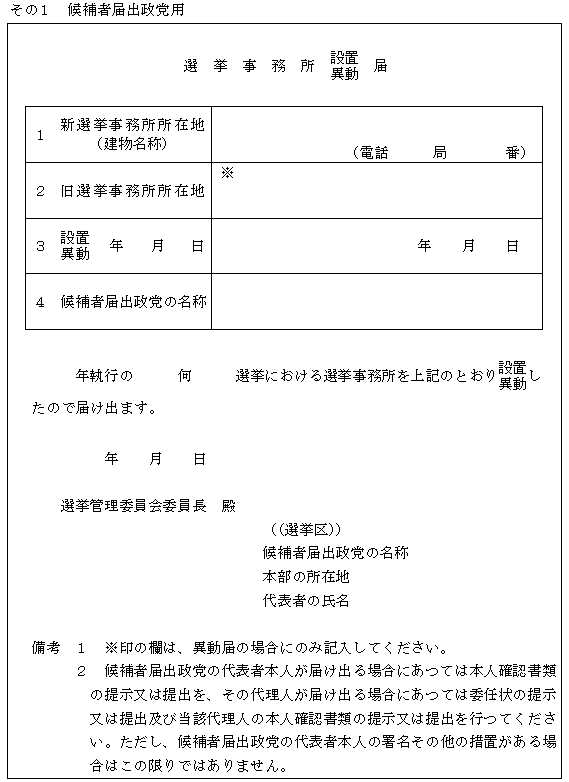 その１　候補者届出政党用
選　挙　事　務　所　設置　届
異動
１　新選挙事務所所在地
（建物名称）
（電話　　　局　　　　番）
２　旧選挙事務所所在地
※
３　設置　年　　月　　日
異動
年　　月　　日
４　候補者届出政党の名称
年執行の　　　何　　　選挙における選挙事務所を上記のとおり設置し
異動
たので届け出ます。
年　　月　　日
選挙管理委員会委員長　殿
（（選挙区））
候補者届出政党の名称
本部の所在地
代表者の氏名
備考　１　※印の欄は、異動届の場合にのみ記入してください。
２　候補者届出政党の代表者本人が届け出る場合にあつては本人確認書類
の提示又は提出を、その代理人が届け出る場合にあつては委任状の提示
又は提出及び当該代理人の本人確認書類の提示又は提出を行つてくださ
い。ただし、候補者届出政党の代表者本人の署名その他の措置がある場
合はこの限りではありません。